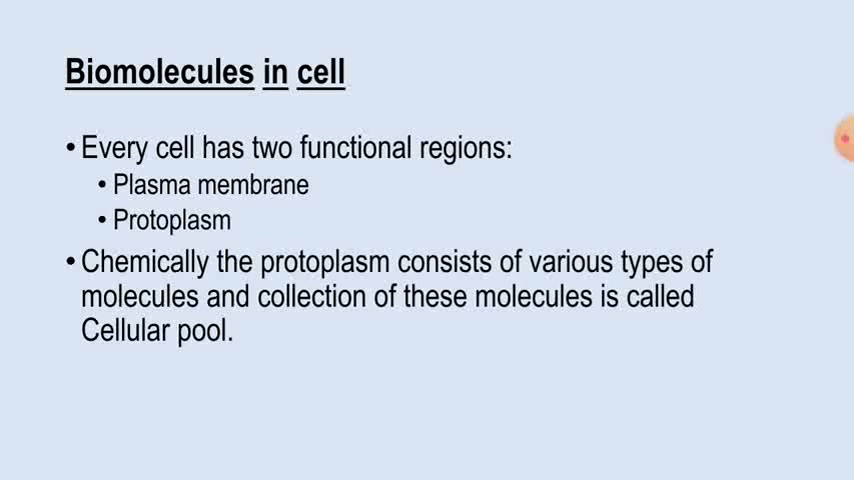 Biomolecules in cell
• Every cell has two functional regions:
• Plasma membrane
• Protoplasm
• Chemically the protoplasm consists of various types of
molecules and collection of these molecules is called
Cellular pool.